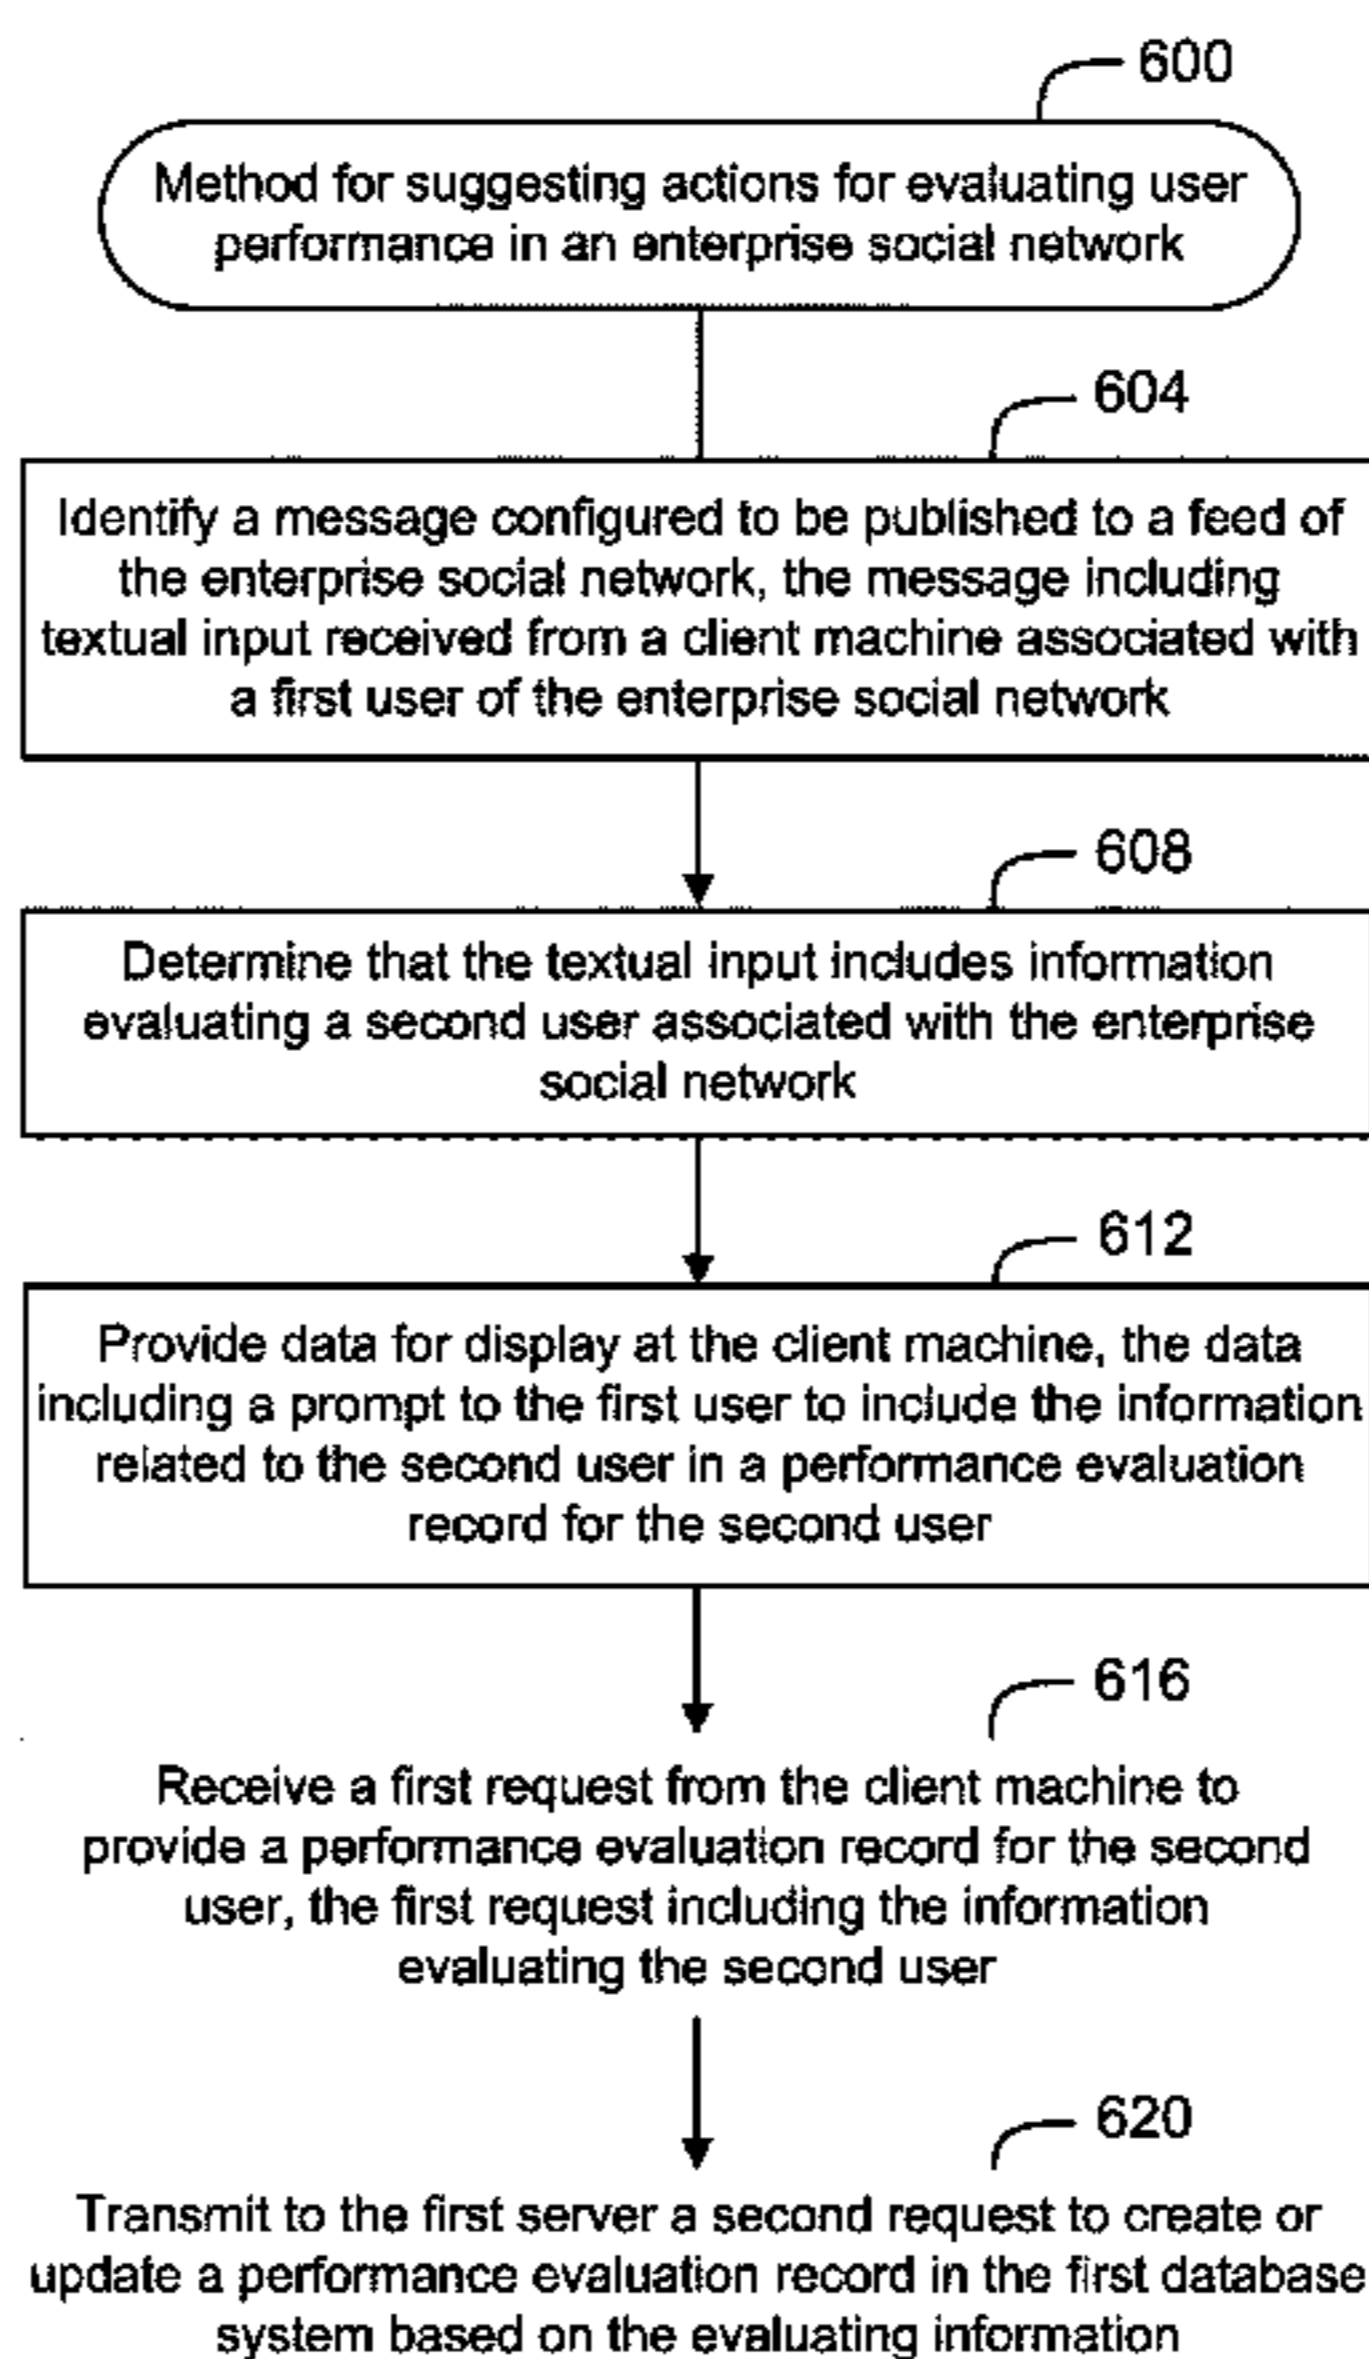 600
Method for suggesting actions for evaluating user
performance in an enterprise social network
604
Identify a message configured to be published to a feed of
the enterprise social network, the message including
textual input received from a client machine associated with
a first user of the enterprise social network
608
Determine that the textual input includes information
evaluating a second user associated with the enterprise
social network
612
Provide data for display at the client machine, the data
including a prompt to the first user to include the information
related to the second user in a performance evaluation
record for the second user
616
Receive a first request from the client machine to
provide a performance evaluation record for the second
user, the first request including the information
evaluating the second user
620
Transmit to the first server a second request to create or
update a performance evaluation record in the first database
system based on the evaluating information